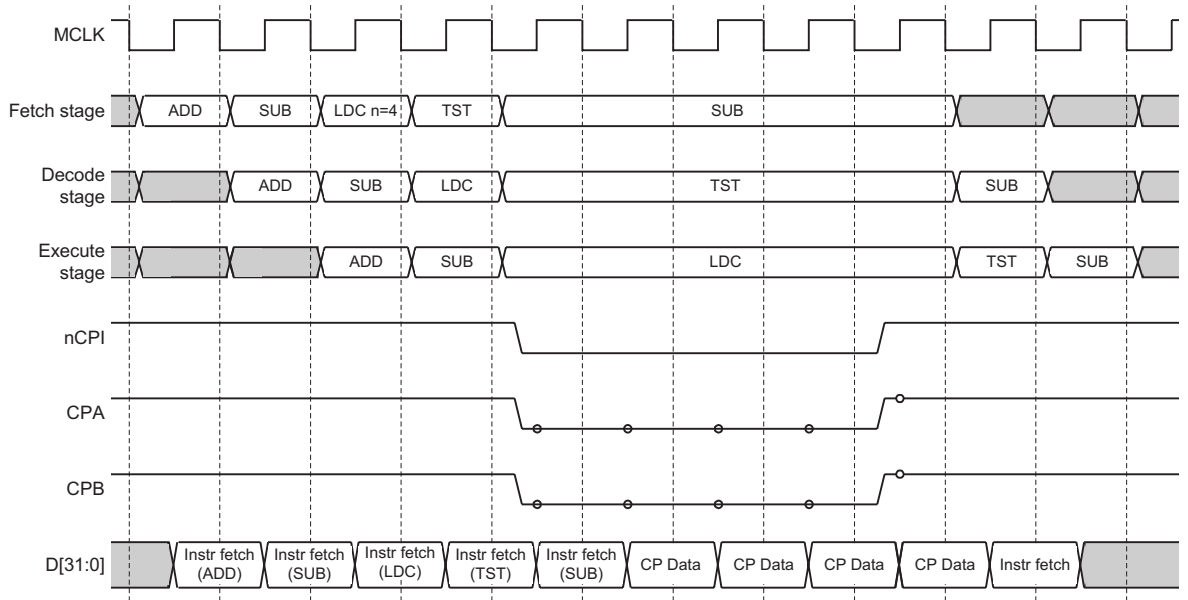 MCLK
Fetch stage ADD SUB LDC n=4 TST SUB
Decode
stage ADD SUB LDC TST SUB
Execute
stage ADD SUB LDC TST SUB
nCPI
CPA
CPB
D[31:0] Instr fetch (ADD) Instr fetch (SUB) Instr fetch (LDC) Instr fetch (TST) Instr fetch (SUB) CP Data CP Data CP Data CP Data Instr fetch